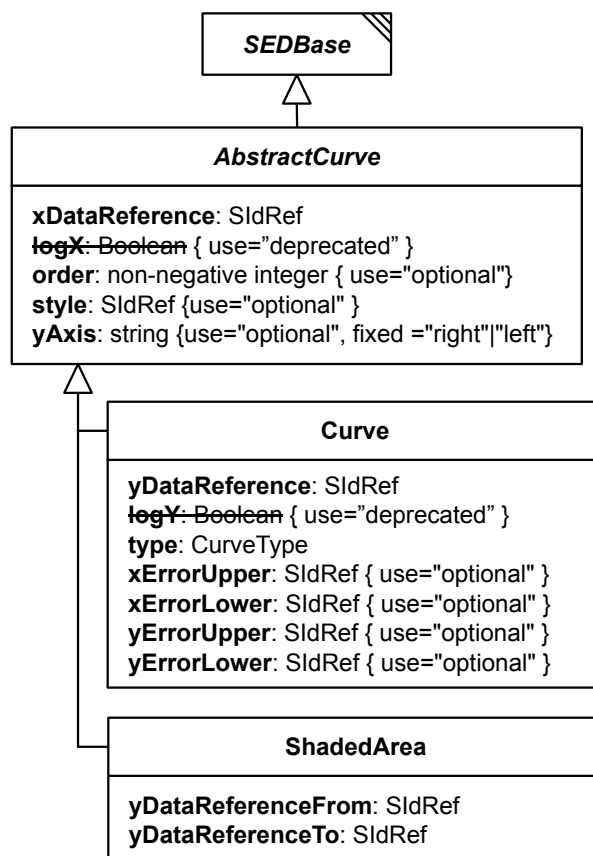 SEDBase
AbstractCurve
xDataReference: SIdRef
logX: Boolean { use=”deprecated” }
order: non-negative integer { use="optional"}
style: SIdRef {use="optional" }
yAxis: string {use="optional", fixed ="right"|"left"}
Curve
yDataReference: SIdRef
logY: Boolean { use=”deprecated” }
type: CurveType
xErrorUpper: SIdRef { use="optional" }
xErrorLower: SIdRef { use="optional" }
yErrorUpper: SIdRef { use="optional" }
yErrorLower: SIdRef { use="optional" }
ShadedArea
yDataReferenceFrom: SIdRef
yDataReferenceTo: SIdRef